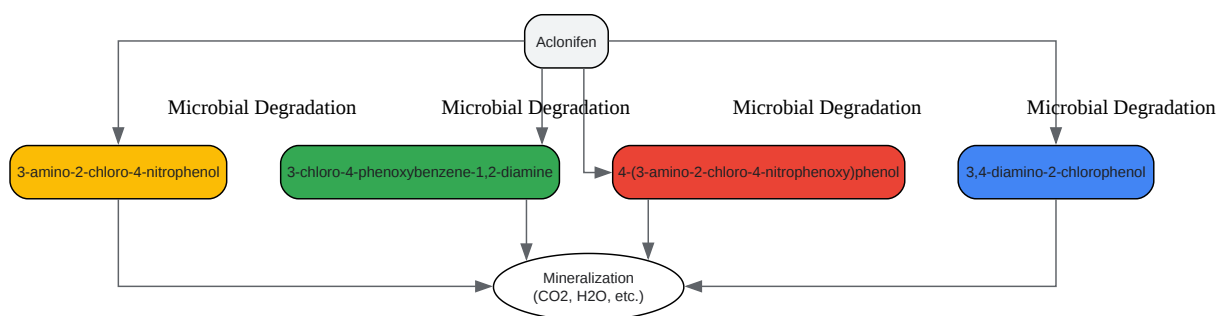 Aclonifen
Microbial Degradation
Microbial Degradation
Microbial Degradation
Microbial Degradation
3-amino-2-chloro-4-nitrophenol
3-chloro-4-phenoxybenzene-1,2-diamine
4-(3-amino-2-chloro-4-nitrophenoxy)phenol
3,4-diamino-2-chlorophenol
Mineralization
(CO2, H2O, etc.)